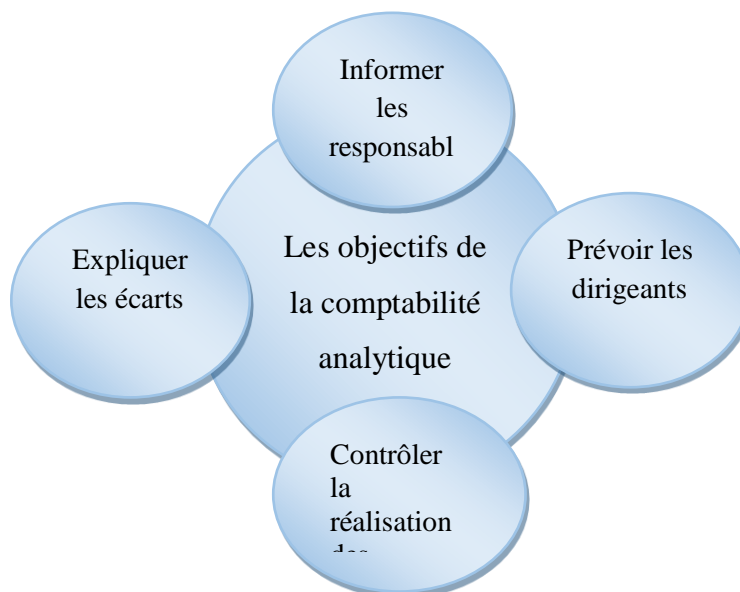 Informer
les
responsabl
Expliquer
les écarts
Les objectifs de
la comptabilité
analytique
Prévoir les
dirigeants
Contrôler
la
réalisation